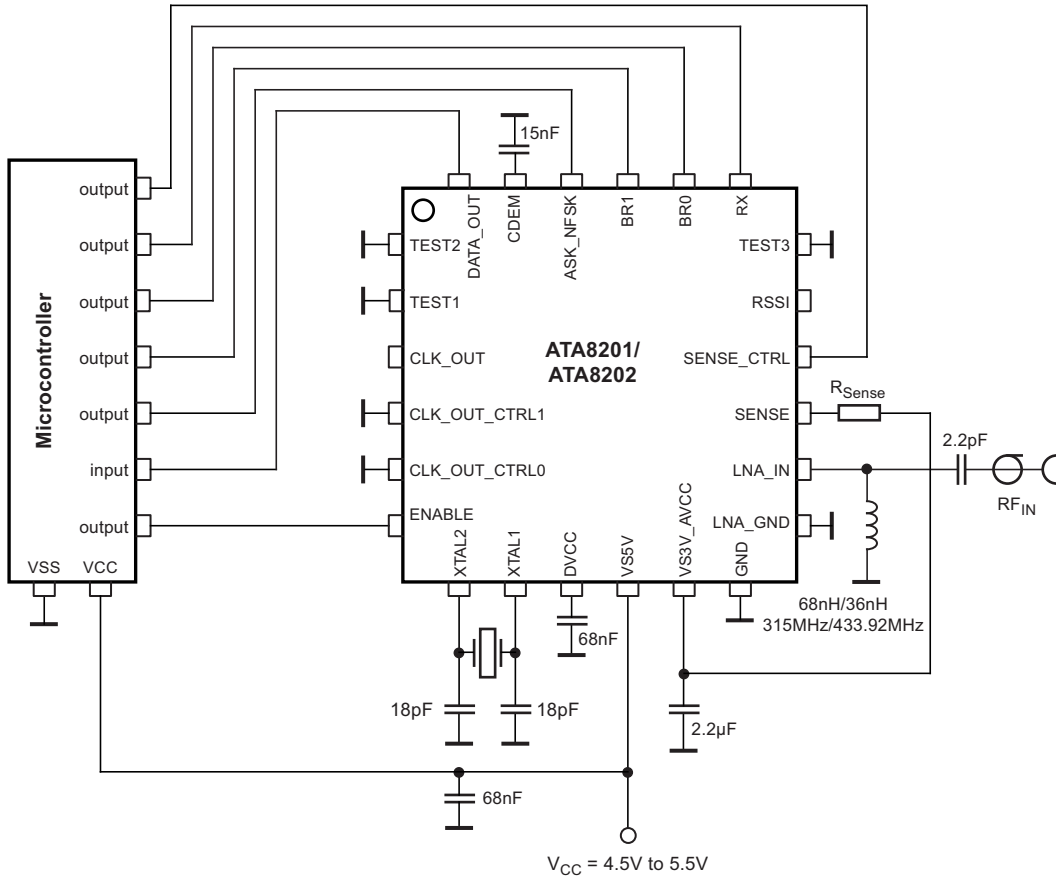 15nF
output
output
output
output
output
input
output
Microcontroller
VSS
VCC
DATA_OUT
CDEM
ASK_NFSK
BR1
BR0
RX
TEST2
TEST1
CLK_OUT
CLK_OUT_CTRL1
CLK_OUT_CTRL0
ENABLE
ATA8201/
ATA8202
TEST3
RSSI
SENSE_CTRL
SENSE
LNA_IN
LNA_GND
XTAL2
XTAL1
DVCC
VS5V
VS3V_AVCC
GND
RSense
2.2pF
RFIN
68nH/36nH
315MHz/433.92MHz
68nF
18pF
18pF
2.2µF
68nF
VCC = 4.5V to 5.5V